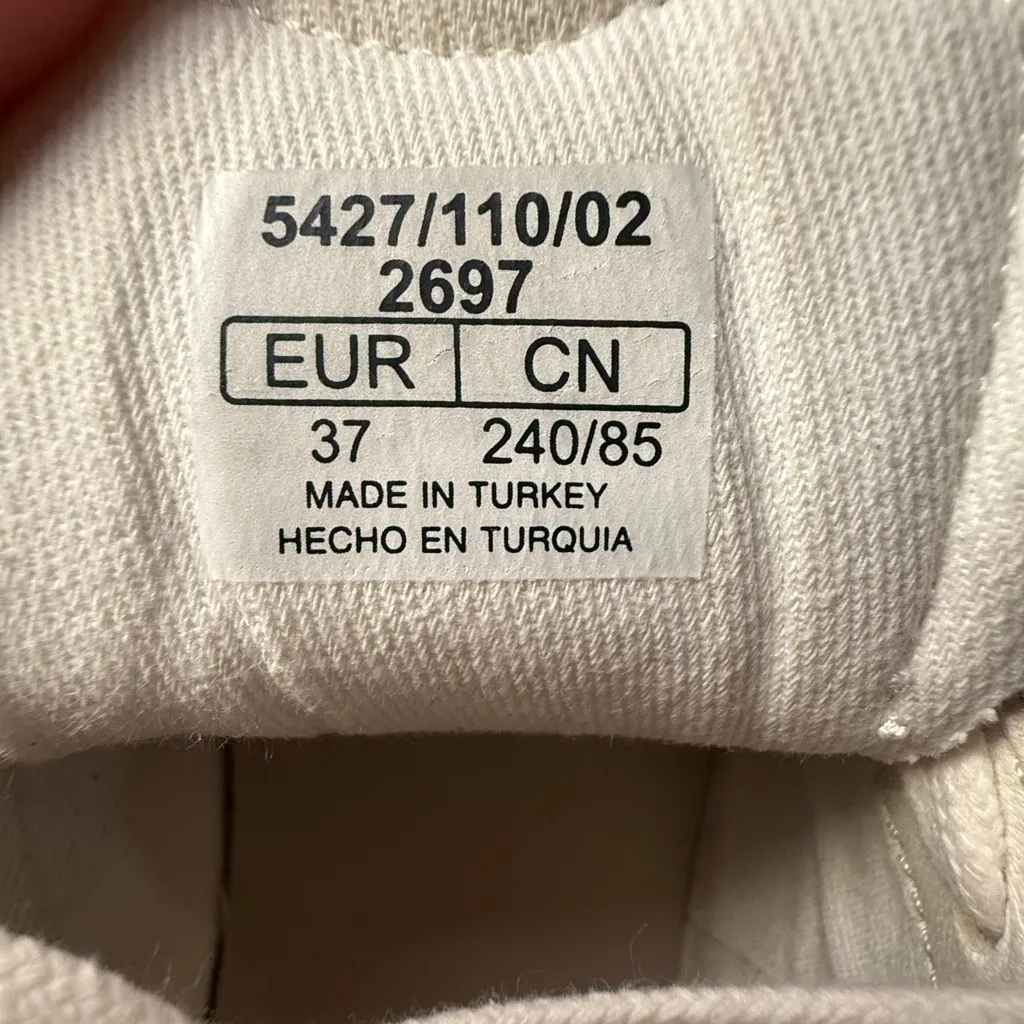 5427/110/02
2697
EUR CN
37 240/85
MADE IN TURKEY
HECHO EN TURQUIA